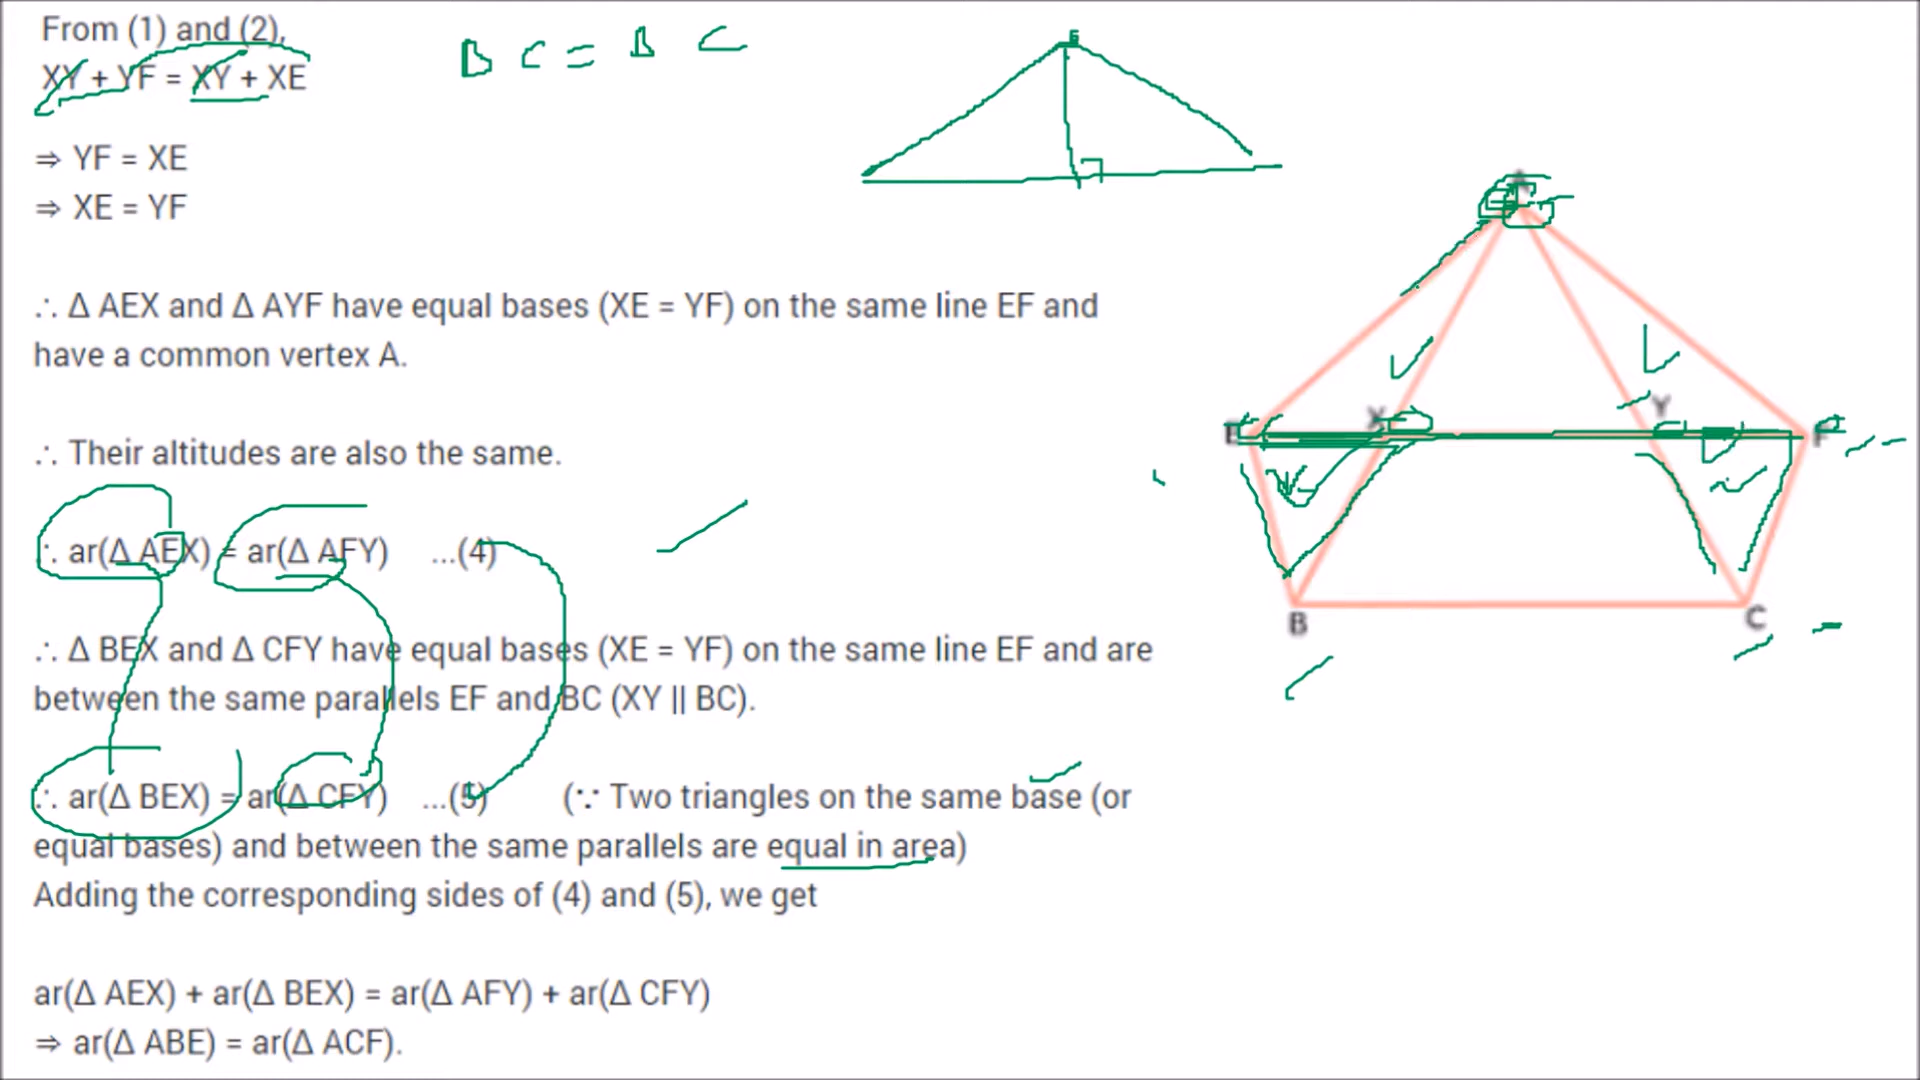 From (1) and (2),
XY + YF = XY + XE
BC = BC
⇒ YF = XE
⇒ XE = YF
∴ Δ AEX and Δ AYF have equal bases (XE = YF) on the same line EF and
have a common vertex A.
∴ Their altitudes are also the same.
∴ ar(Δ AEX) = ar(Δ AFY) ...(4)
∴ Δ BEX and Δ CFY have equal bases (XE = YF) on the same line EF and are
between the same parallels EF and BC (XY || BC).
∴ ar(Δ BEX) = ar(Δ CFY) ...(5) (∵ Two triangles on the same base (or
equal bases) and between the same parallels are equal in area)
Adding the corresponding sides of (4) and (5), we get
ar(Δ AEX) + ar(Δ BEX) = ar(Δ AFY) + ar(Δ CFY)
⇒ ar(Δ ABE) = ar(Δ ACF).
A
E X Y F
B C